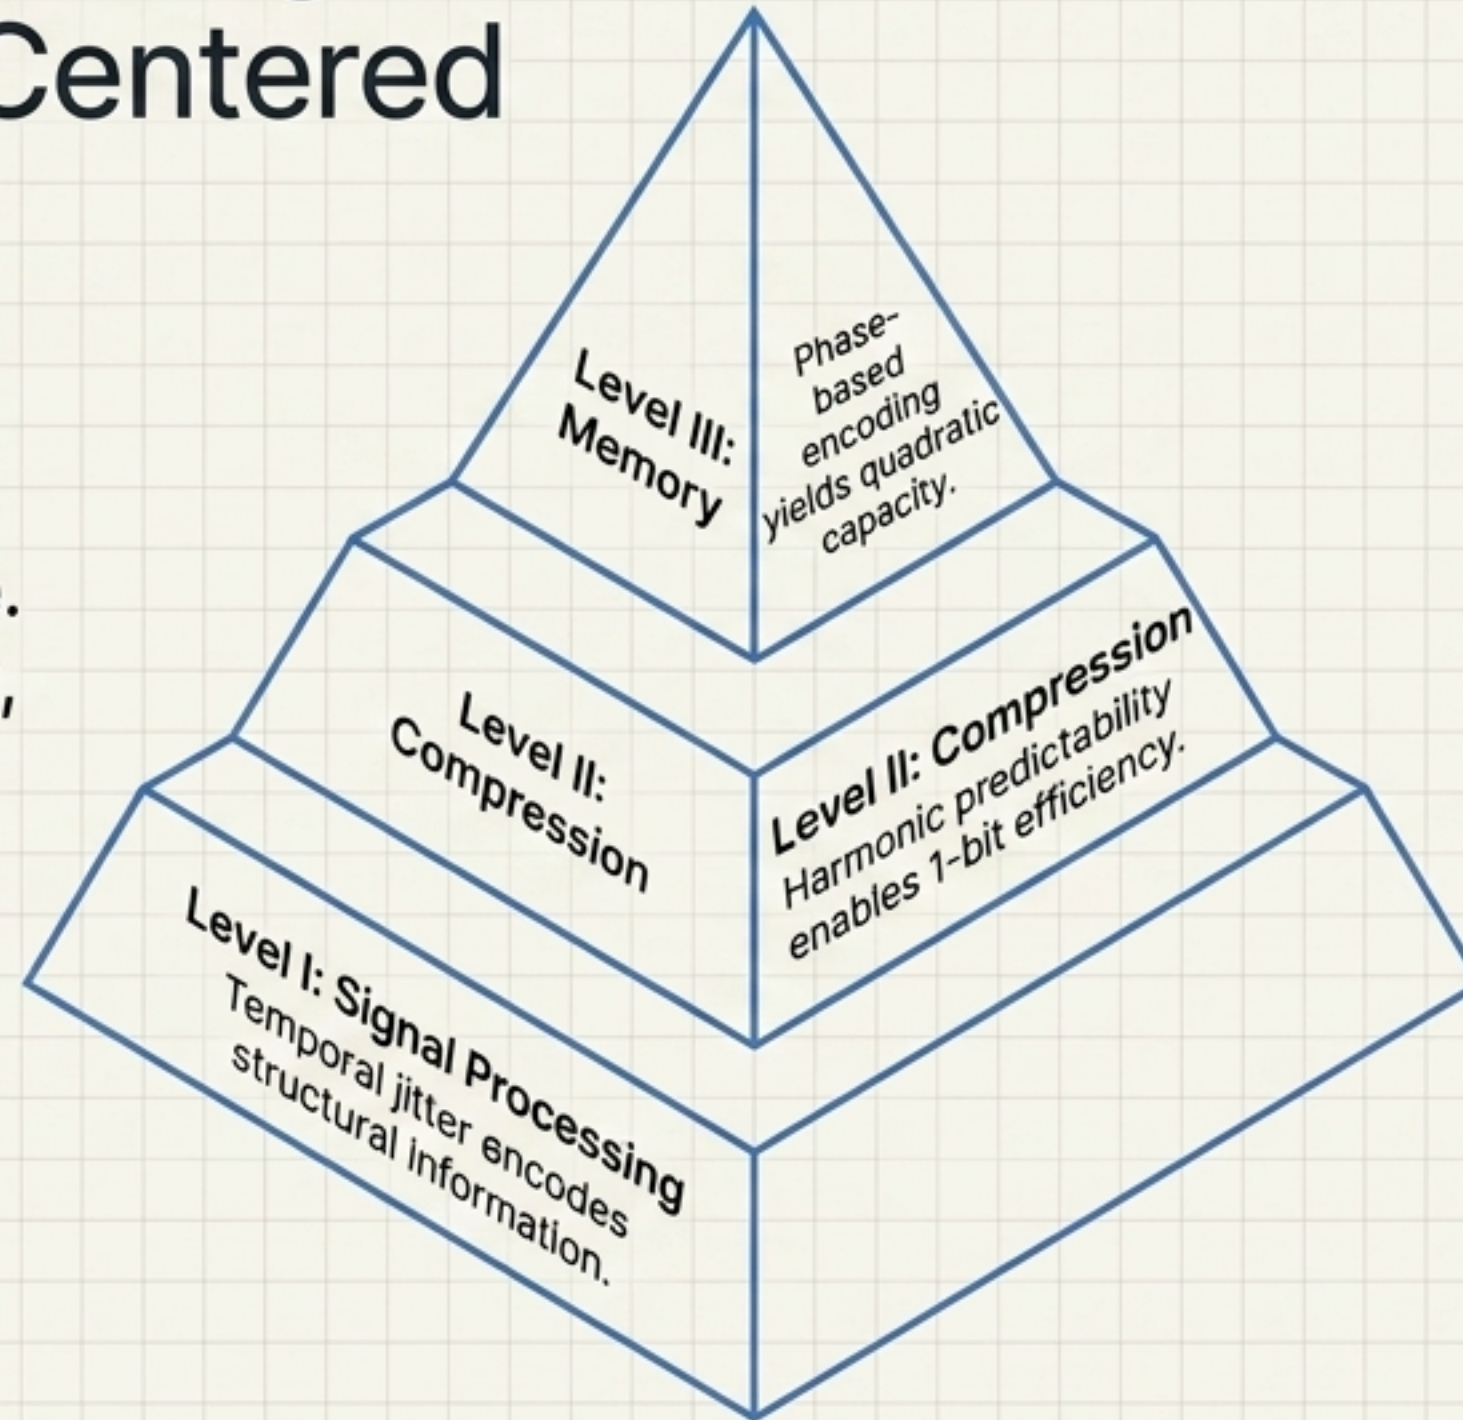 Centered
Level III:
Memory
Phase-
based
encoding
yields quadratic
capacity.
Level II:
Compression
Level II: Compression
Harmonic predictability
enables 1-bit efficiency.
Level I: Signal Processing
Temporal jitter encodes
structural information.